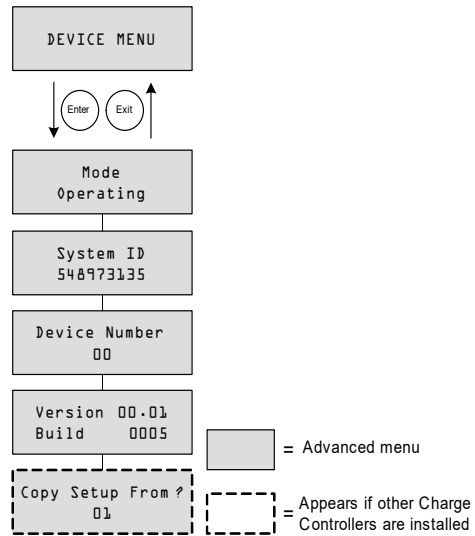 DEVICE MENU
Enter
Exit
Mode
Operating
System ID
548973135
Device Number
00
Version 00.01
Build 0005
= Advanced menu
Copy Setup From?
01
= Appears if other Charge
Controllers are installed